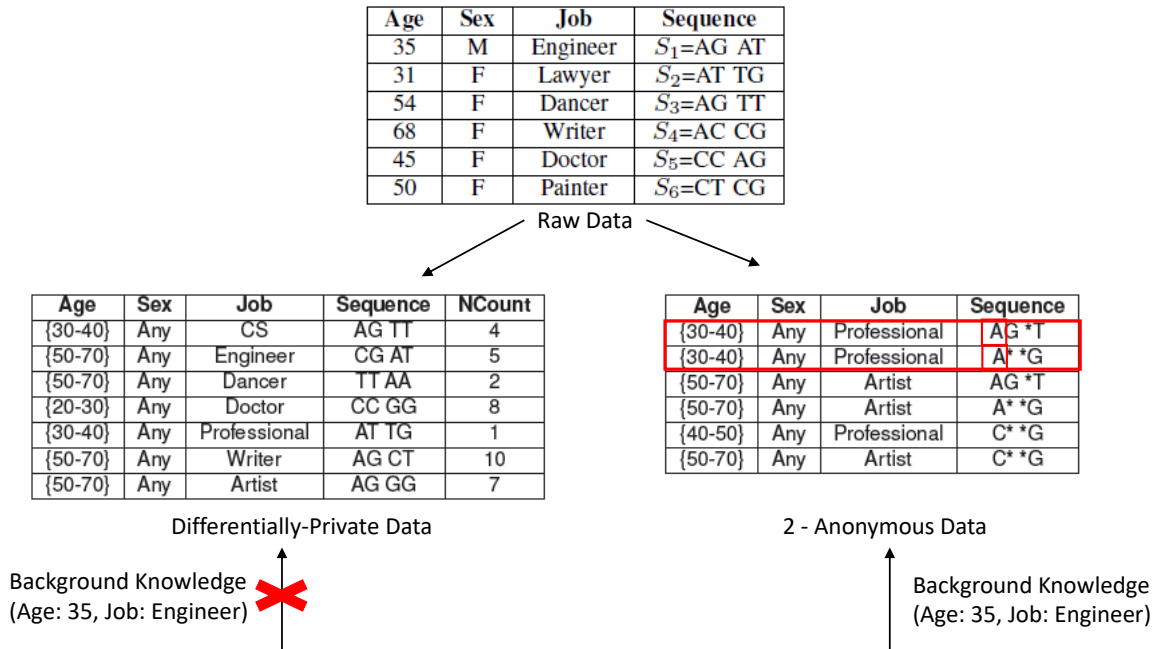 Age Sex Job Sequence
35 M Engineer S₁=AG AT
31 F Lawyer S₂=AT TG
54 F Dancer S₃=AG TT
68 F Writer S₄=AC CG
45 F Doctor S₅=CC AG
50 F Painter S₆=CT CG
Raw Data
Age Sex Job Sequence NCount
{30-40} Any CS AG TT 4
{50-70} Any Engineer CG AT 5
{50-70} Any Dancer TT AA 2
{20-30} Any Doctor CC GG 8
{30-40} Any Professional AT TG 1
{50-70} Any Writer AG CT 10
{50-70} Any Artist AG GG 7
Differentially-Private Data
Age Sex Job Sequence
{30-40} Any Professional AG *T
{30-40} Any Professional A* *G
{50-70} Any Artist AG *T
{50-70} Any Artist A* *G
{40-50} Any Professional C* *G
{50-70} Any Artist C* *G
2 - Anonymous Data
Background Knowledge
(Age: 35, Job: Engineer)
Background Knowledge
(Age: 35, Job: Engineer)